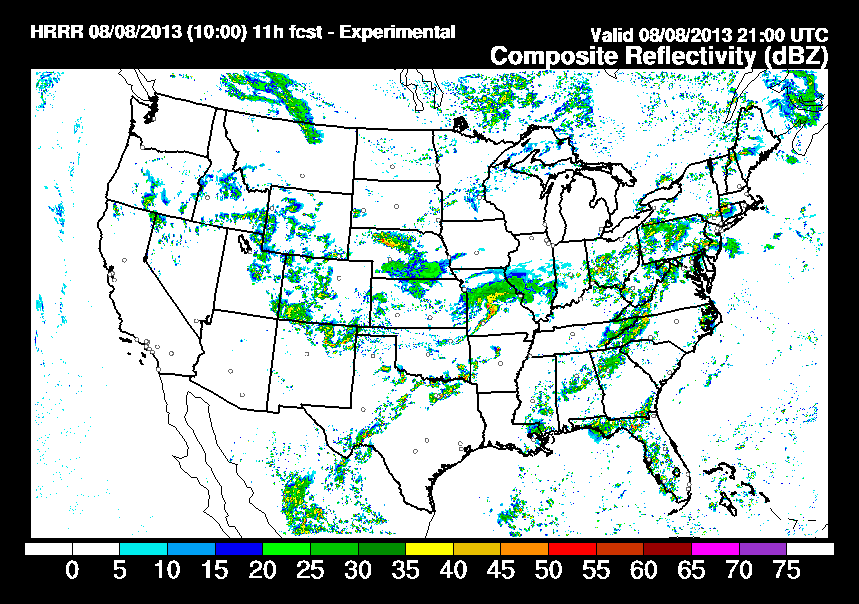 HRRR 08/08/2013 (10:00) 11h fcst - Experimental
Valid 08/08/2013 21:00 UTC
Composite Reflectivity (dBZ)
0 5 10 15 20 25 30 35 40 45 50 55 60 65 70 75